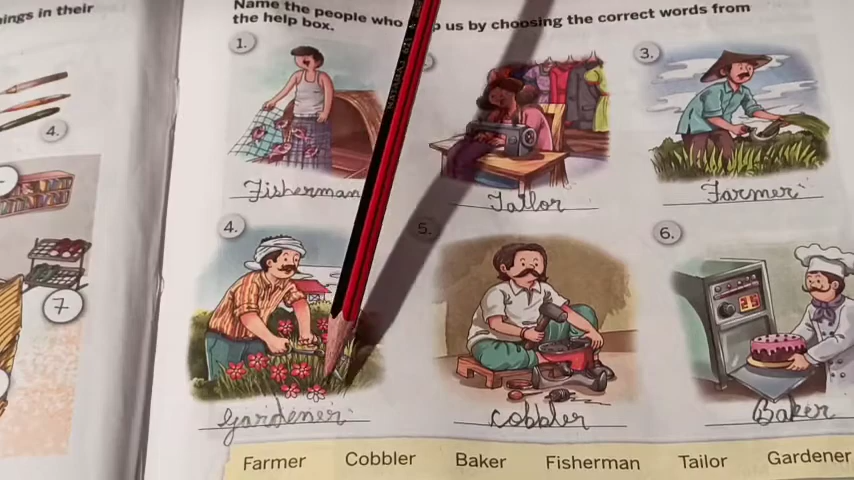 ings in their
Name the people who p us by choosing the correct words from
the help box.
1.
3.
4.
Fisherman
Tailor
Farmer
4.
5.
6.
7
Gardener
Cobbler
Baker
Farmer Cobbler Baker Fisherman Tailor Gardener